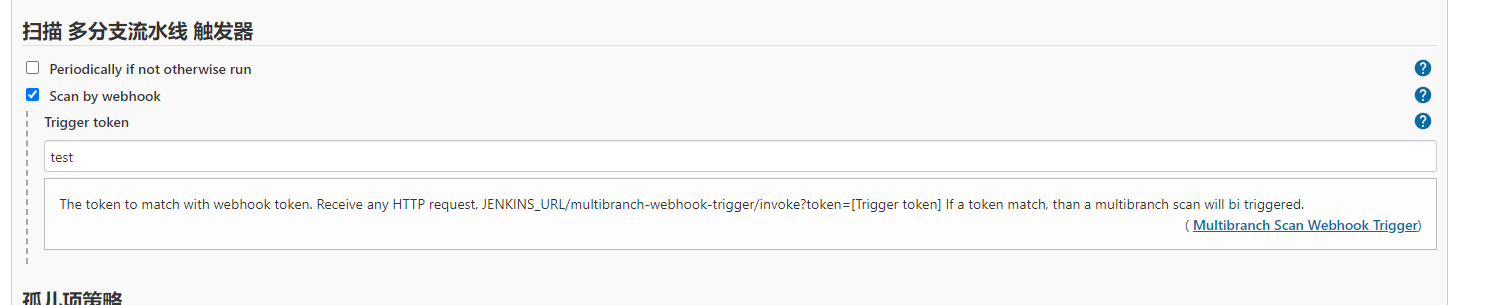 扫描 多分支流水线 触发器
Periodically if not otherwise run
Scan by webhook
Trigger token
test
The token to match with webhook token. Receive any HTTP request, JENKINS_URL/multibranch-webhook-trigger/invoke?token=[Trigger token] If a token match, than a multibranch scan will bi triggered.
( Multibranch Scan Webhook Trigger)
孤儿项策略